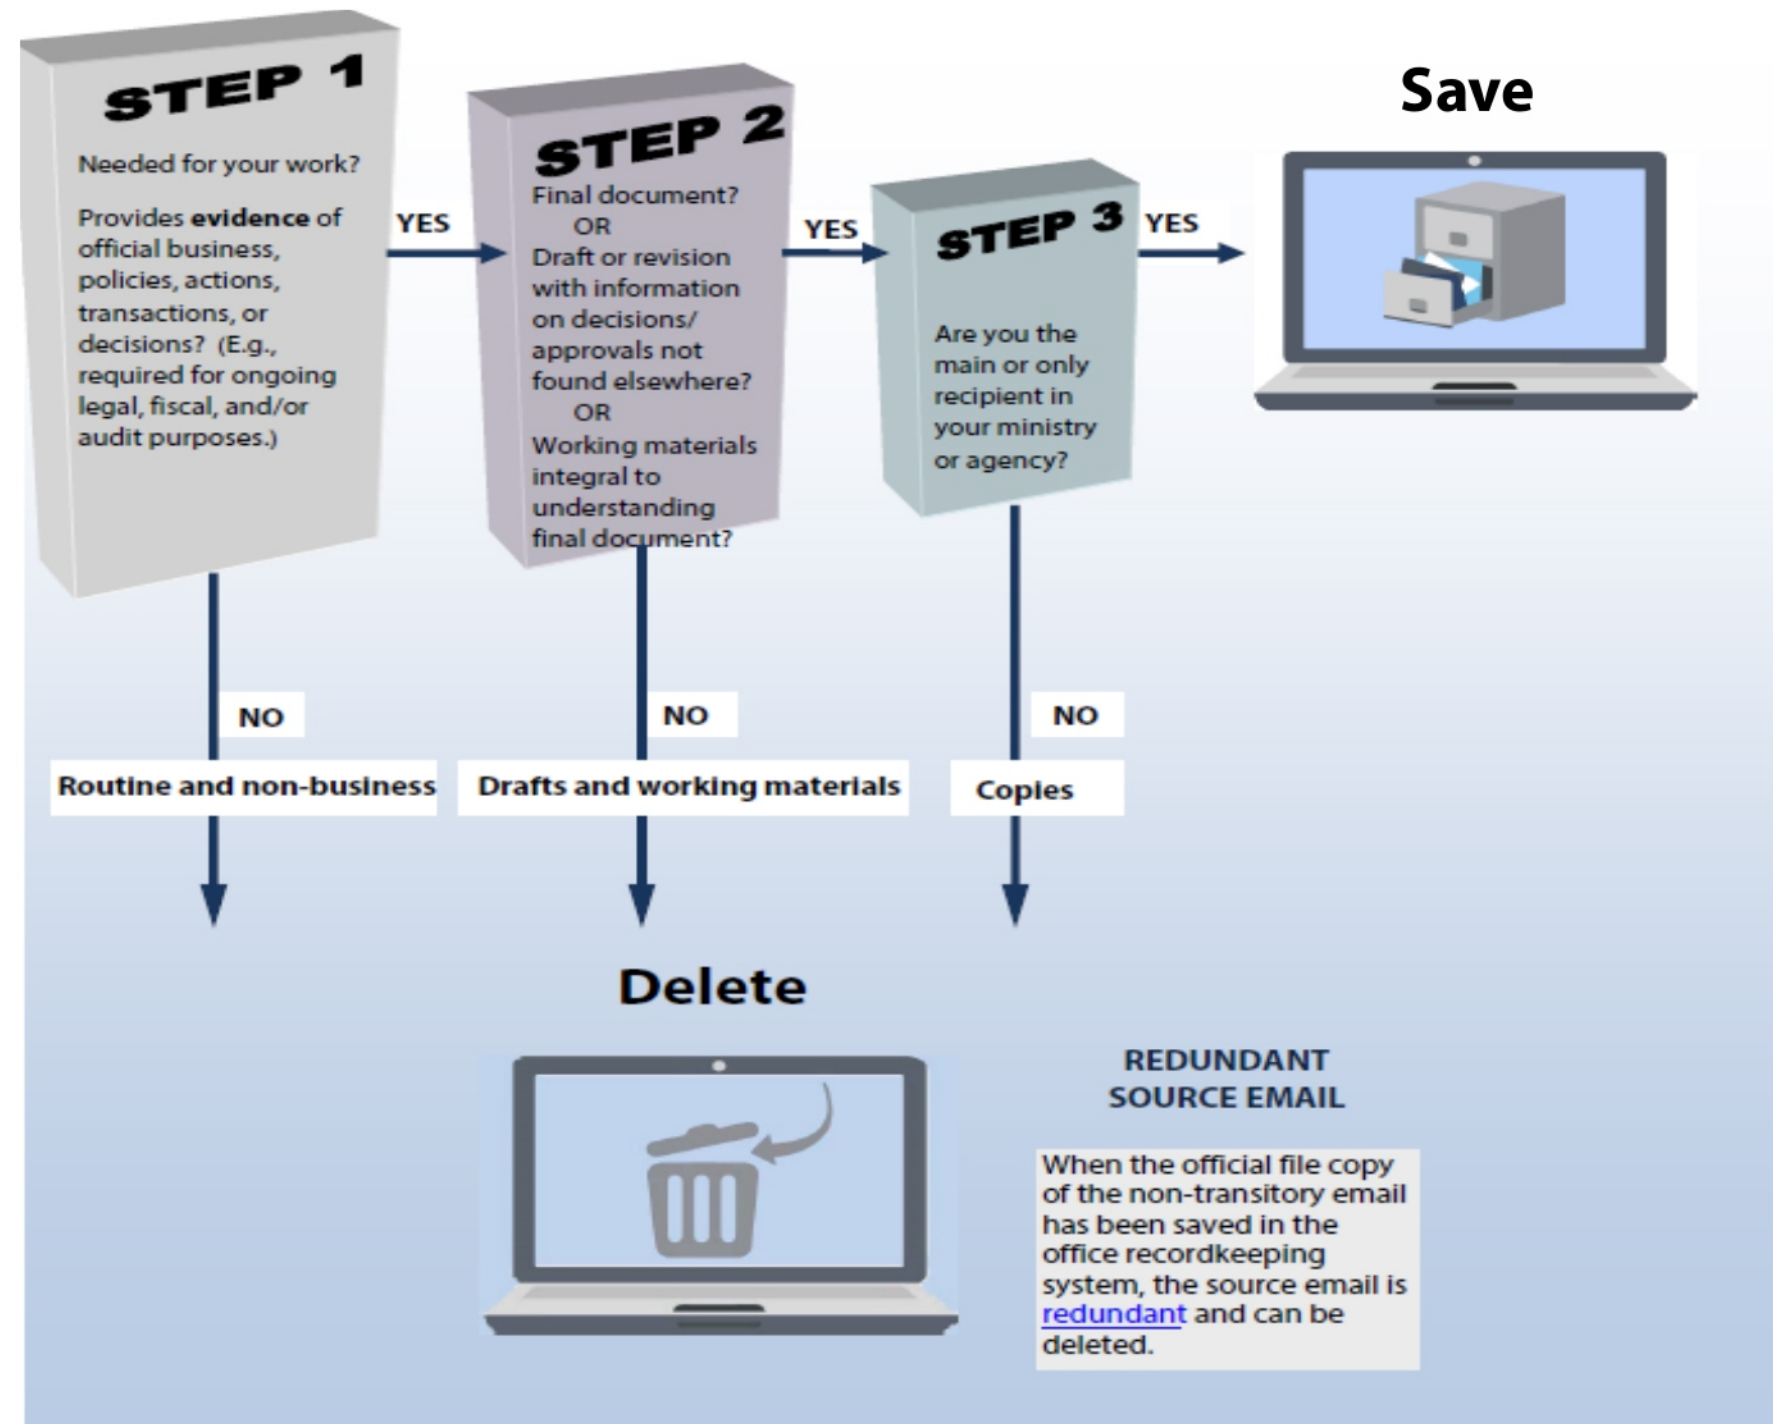 STEP 1
Needed for your work?
Provides evidence of
official business,
policies, actions,
transactions, or
decisions? (E.g.,
required for ongoing
legal, fiscal, and/or
audit purposes.)
YES
STEP 2
Final document?
OR
Draft or revision
with information
on decisions/
approvals not
found elsewhere?
OR
Working materials
integral to
understanding
final document?
YES
STEP 3
Are you the
main or only
recipient in
your ministry
or agency?
YES
Save
NO
Routine and non-business
NO
Drafts and working materials
NO
Copies
Delete
REDUNDANT
SOURCE EMAIL
When the official file copy
of the non-transitory email
has been saved in the
office recordkeeping
system, the source email is
redundant and can be
deleted.